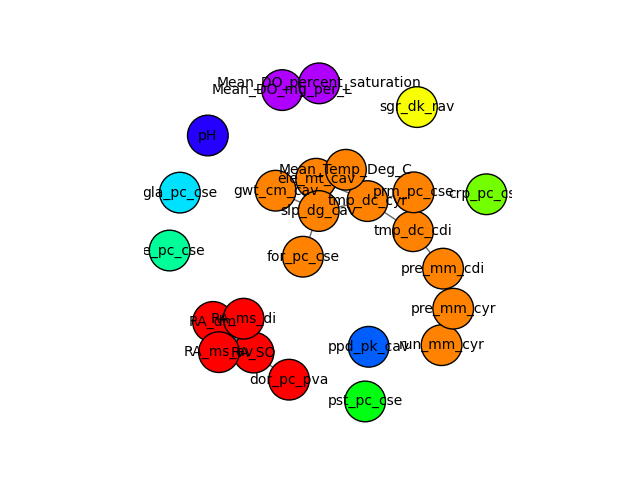 Mean_DO_percent_saturation
Mean_DO_mg_per_L
sgr_dk_rav
pH
Mean_Temp_Deg_C
ele_mt_cav
gla_pc_cse
gwt_cm_cav
prm_pc_cse
crp_pc_cs
tmp_dc_cyr
slp_dg_cav
tmp_dc_cdi
e_pc_cse
for_pc_cse
pre_mm_cdi
pre_mm_cyr
RA_ms_di
RA_dm
run_mm_cyr
ppd_pk_cav
RA_SO
dor_pc_pva
pst_pc_cse